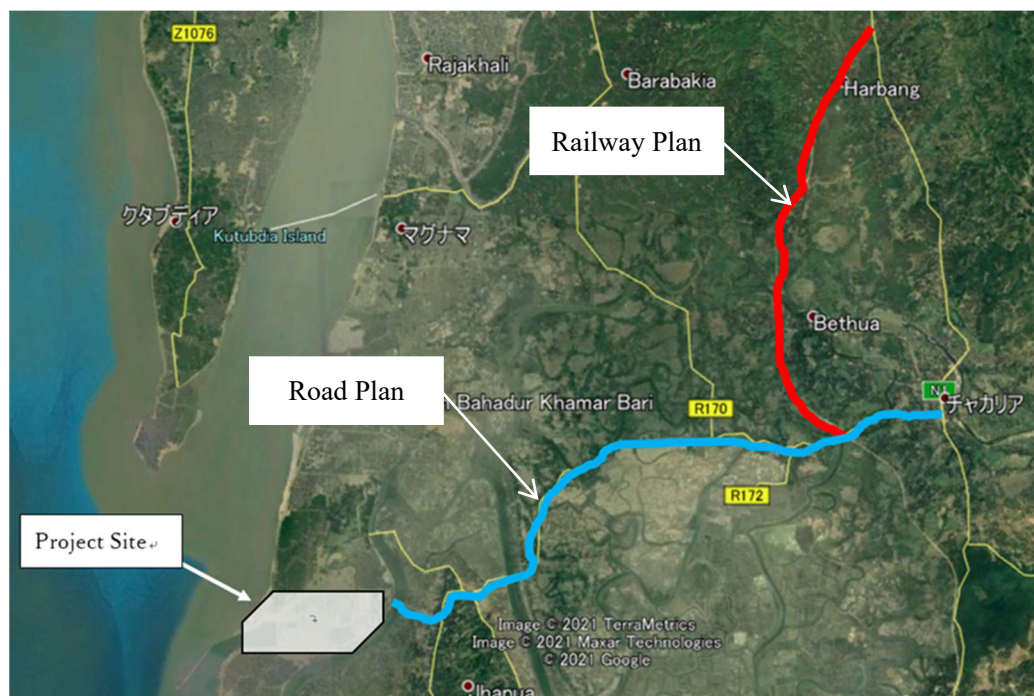 Z1076
Rajakhali
Barabakia
Harbang
Railway Plan
クタブディア
Kutubdia Island
マグナマ
Bethua
Road Plan
Bahadur Khamar Bari
R170
N1
チャカリア
R172
Project Site
Image © 2021 TerraMetrics
Image © 2021 Maxar Technologies
© 2021 Google